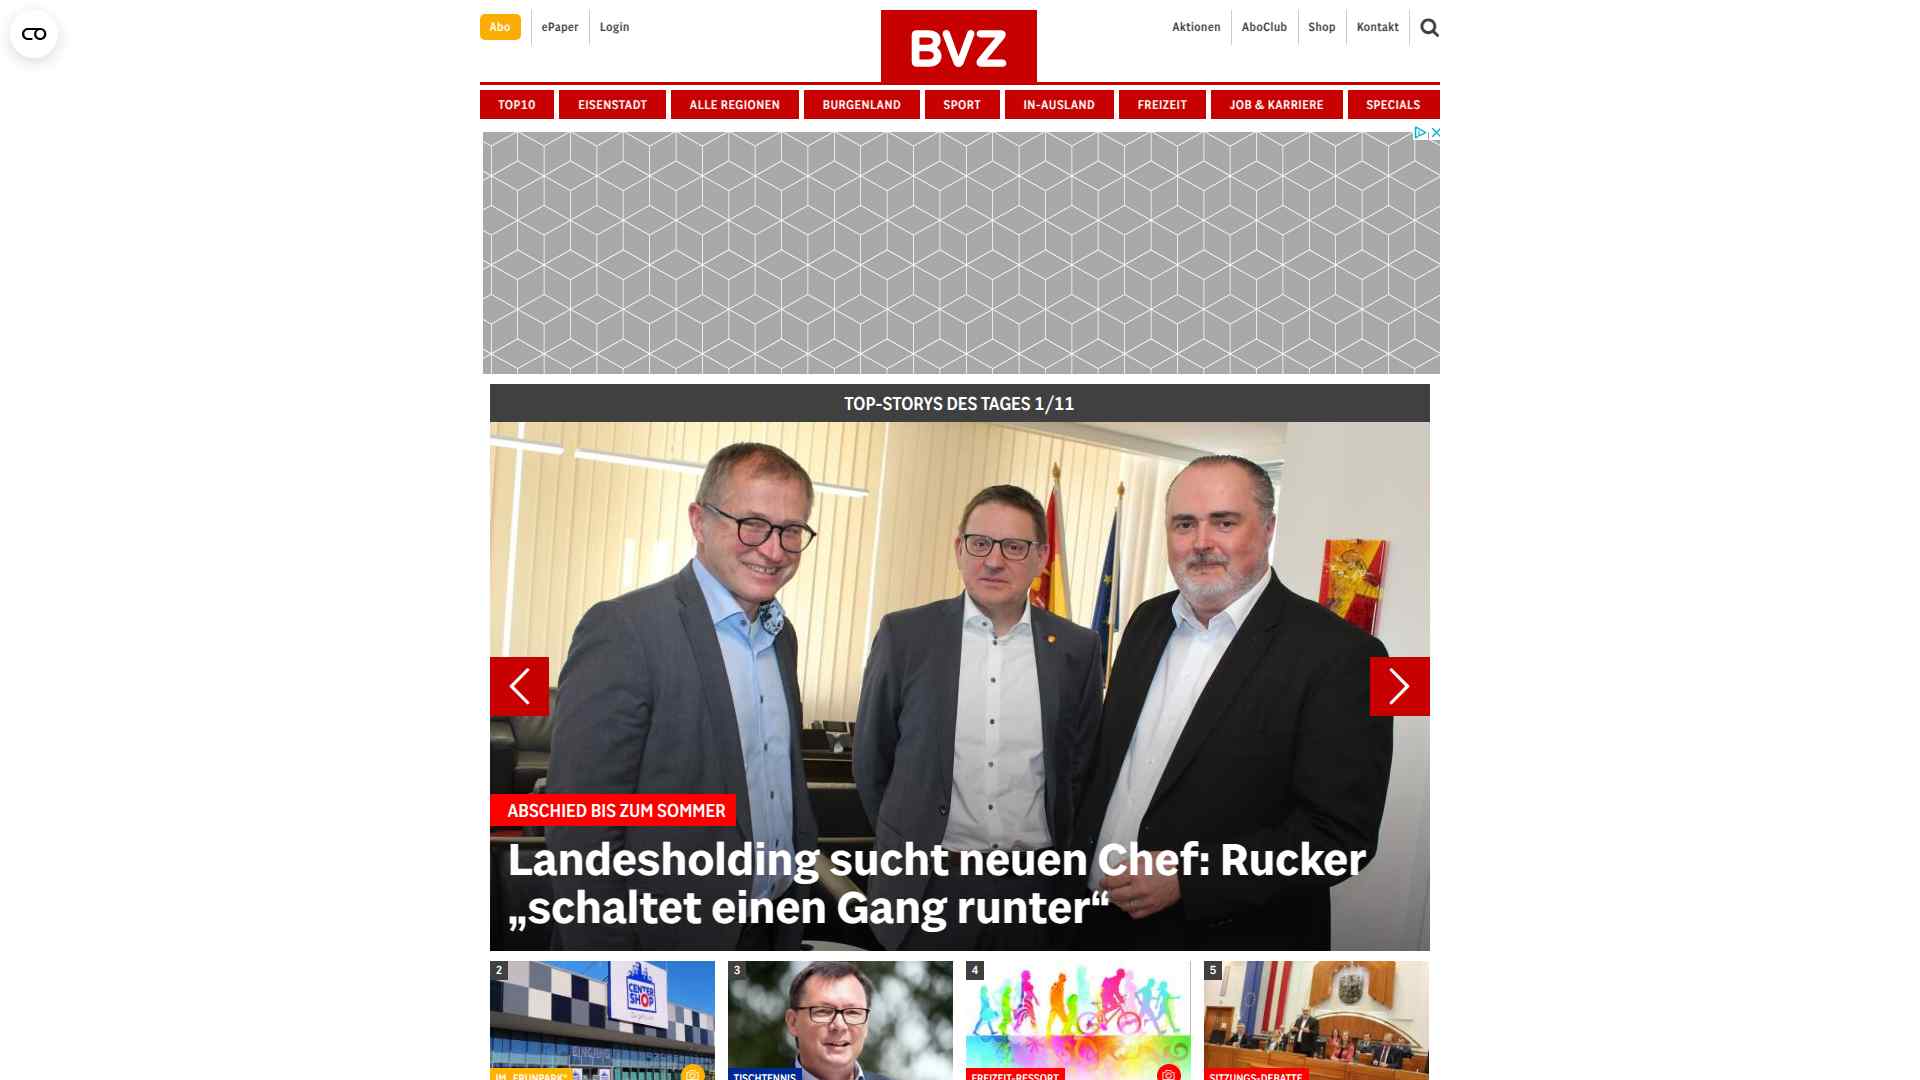 Abo
ePaper
Login
BVZ
Aktionen
AboClub
Shop
Kontakt
TOP10
EISENSTADT
ALLE REGIONEN
BURGENLAND
SPORT
IN-AUSLAND
FREIZEIT
JOB & KARRIERE
SPECIALS
TOP-STORYS DES TAGES 1/11
ABSCHIED BIS ZUM SOMMER
Landesholding sucht neuen Chef: Rucker
„schaltet einen Gang runter“
2
CENTER
SHOP
IM „FRUNPARK“
3
TISCHTENNIS
4
FREIZEIT-RESSORT
5
SITZUNGS-DEBATTE